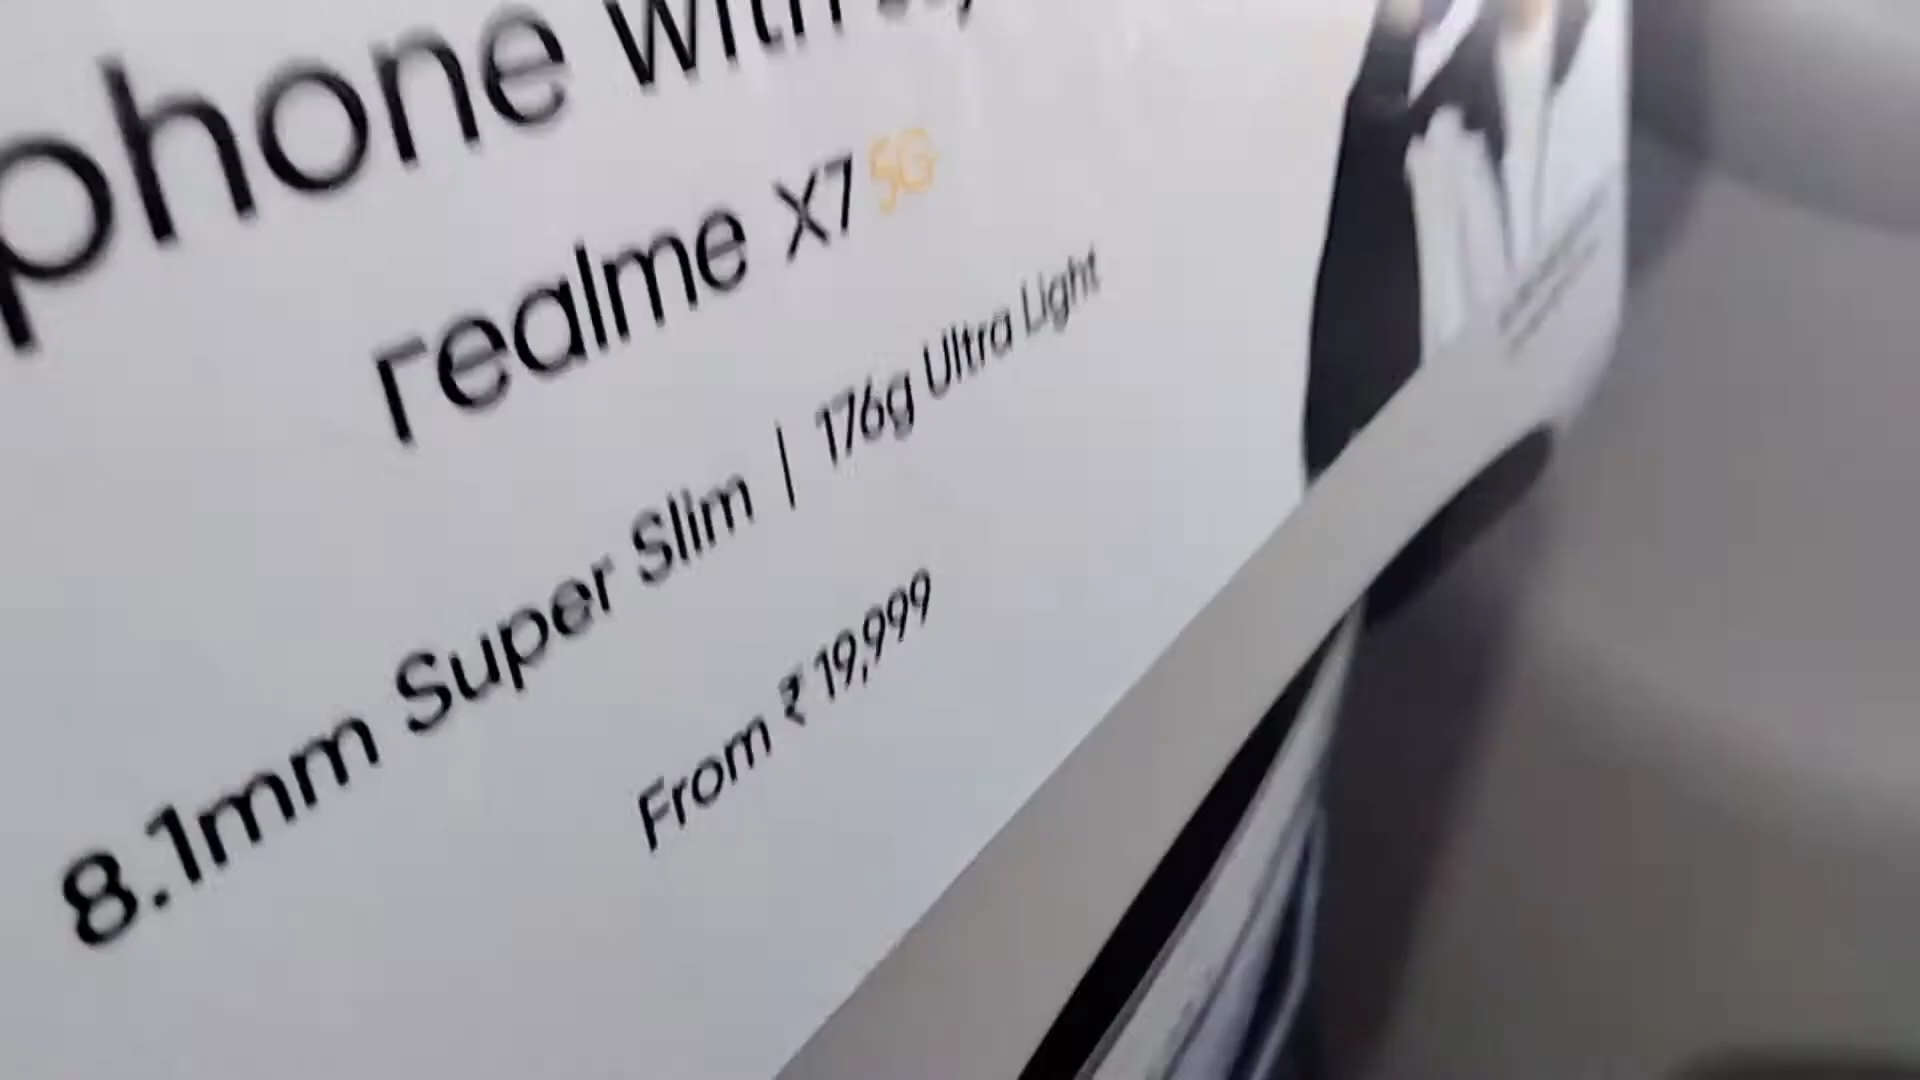 phone with
realme X7 5G
8.1mm Super Slim | 176g Ultra Light
From ₹ 19,999